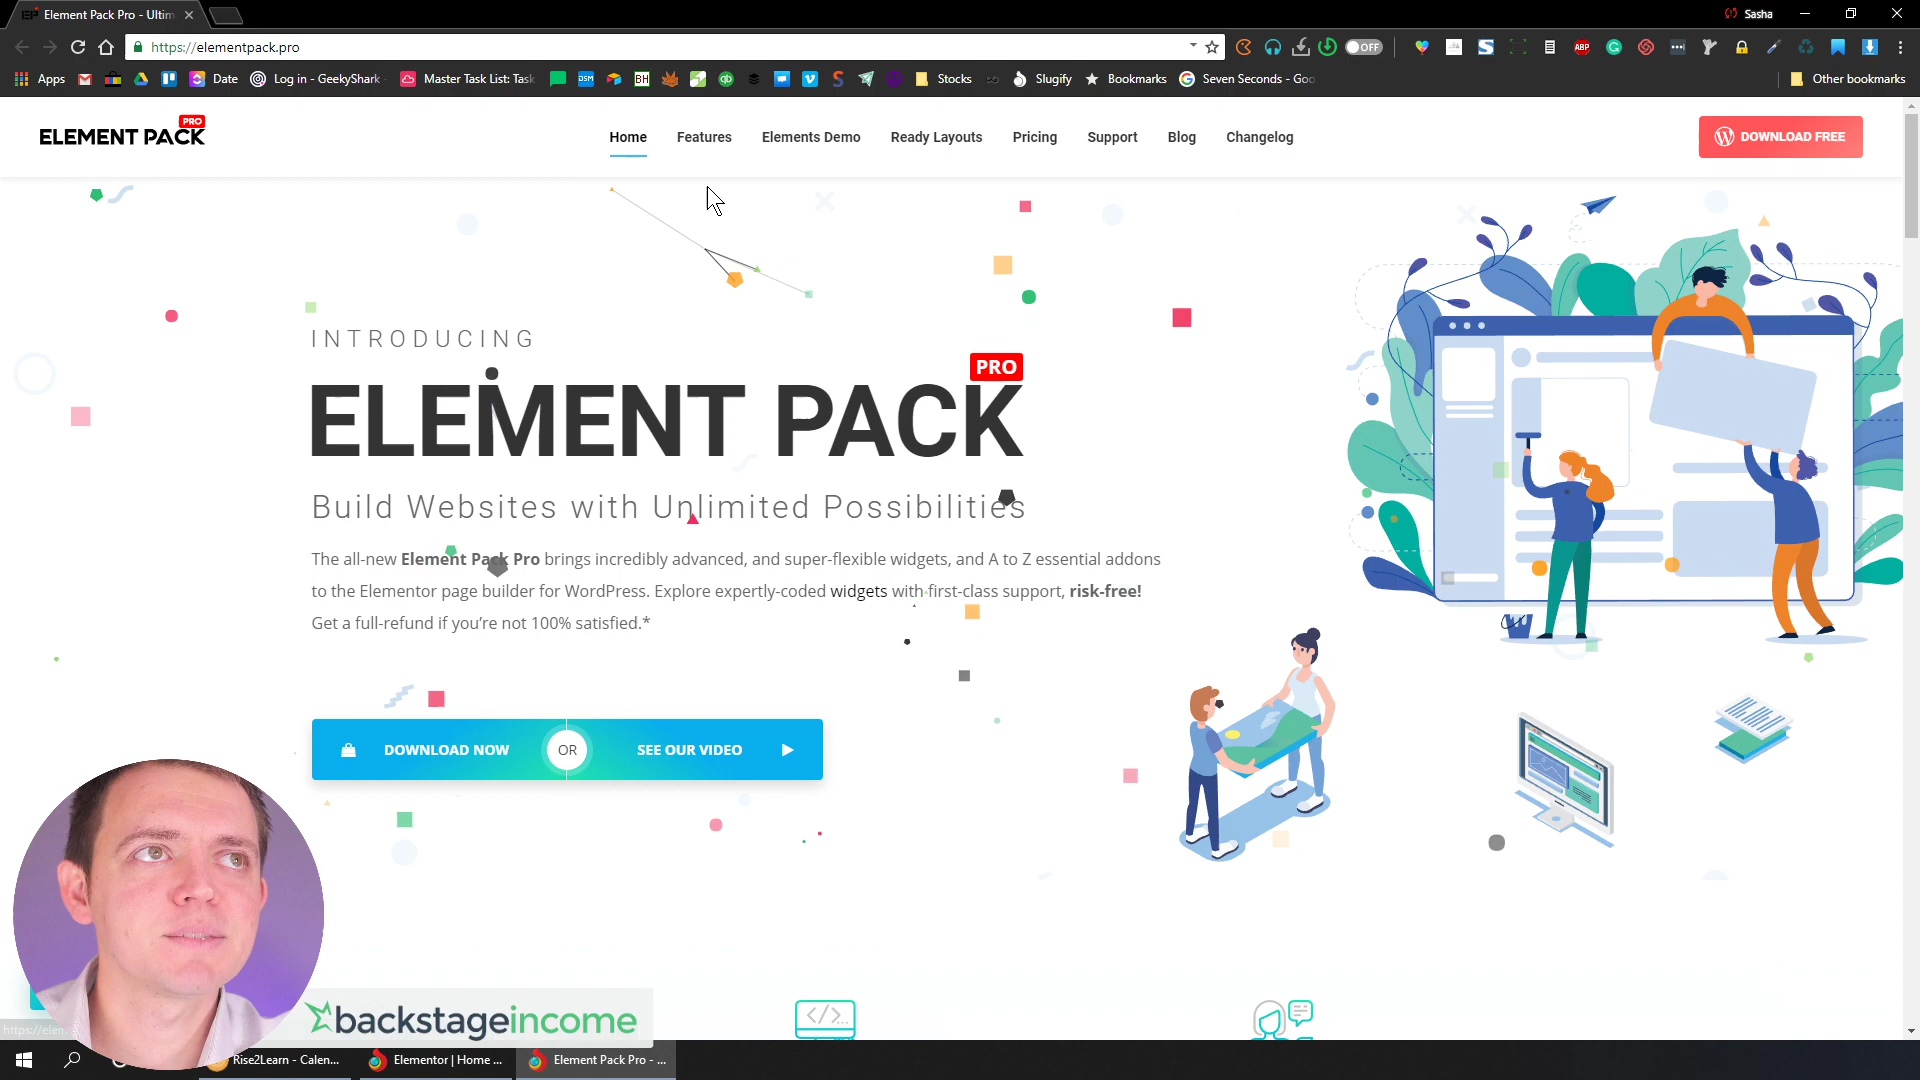 Element Pack Pro - Ultim
Sasha
https://elementpack.pro
OFF
ABP
Apps
Date
Log in - GeekyShark
Master Task List: Task
DSM
BH
Stocks
Slugify
Bookmarks
Seven Seconds - Goo
Other bookmarks
ELEMENT PACK
PRO
Home
Features
Elements Demo
Ready Layouts
Pricing
Support
Blog
Changelog
DOWNLOAD FREE
INTRODUCING
ELEMENT PACK
PRO
Build Websites with Unlimited Possibilities
The all-new Element Pack Pro brings incredibly advanced, and super-flexible widgets, and A to Z essential addons
to the Elementor page builder for WordPress. Explore expertly-coded widgets with first-class support, risk-free!
Get a full-refund if you’re not 100% satisfied.*
DOWNLOAD NOW
OR
SEE OUR VIDEO
</>...
backstageincome
https://elem
Rise2Learn - Calen...
Elementor | Home ...
Element Pack Pro - ...